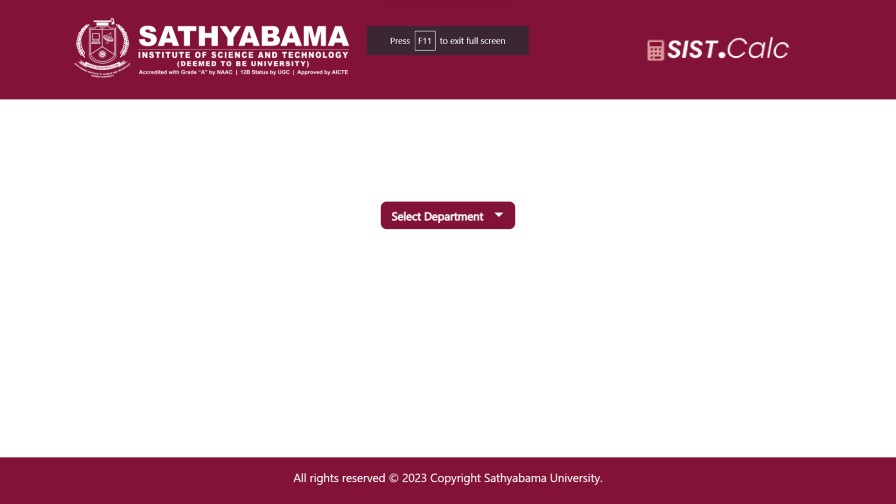 SATHYABAMA
INSTITUTE OF SCIENCE AND TECHNOLOGY
(DEEMED TO BE UNIVERSITY)
Accredited with Grade "A" by NAAC | 12B Status by UGC | Approved by AICTE
Press F11 to exit full screen
SIST.Calc
Select Department
All rights reserved © 2023 Copyright Sathyabama University.